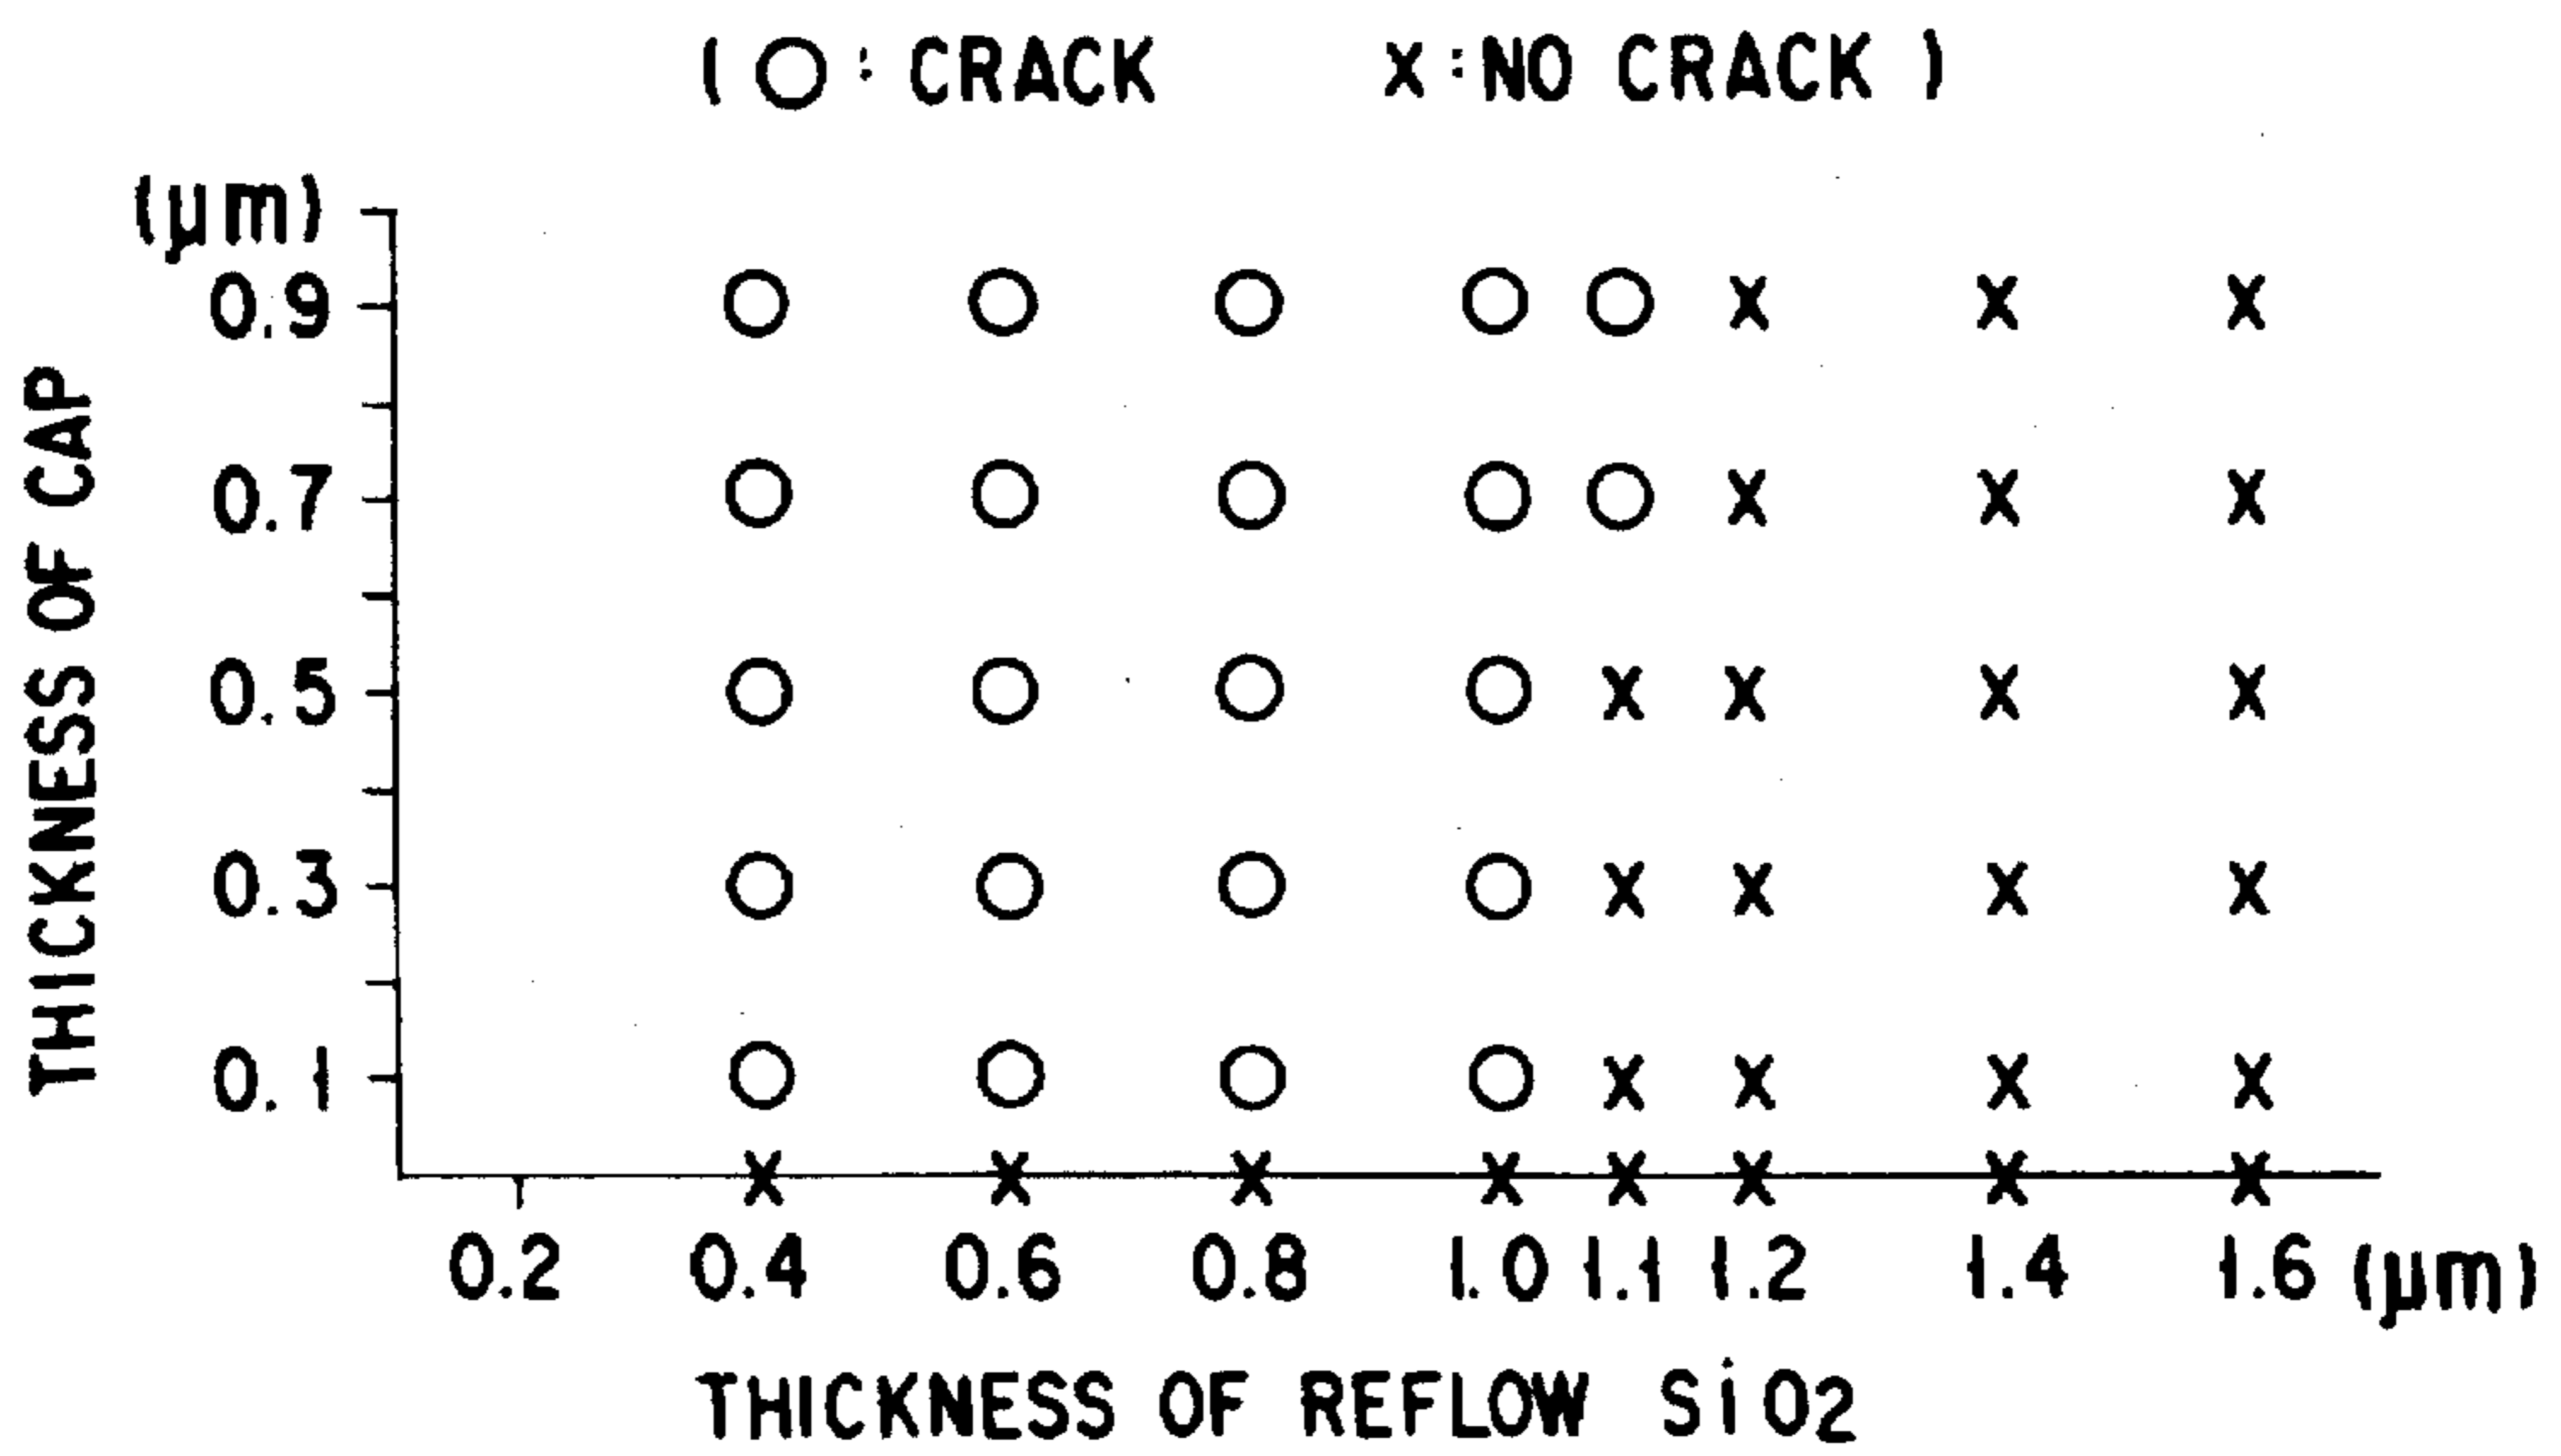 ( O : CRACK X : NO CRACK )
(μm)
0.9
0.7
0.5
0.3
0.1
THICKNESS OF CAP
0.2 0.4 0.6 0.8 1.0 1.1 1.2 1.4 1.6 (μm)
THICKNESS OF REFLOW SiO2